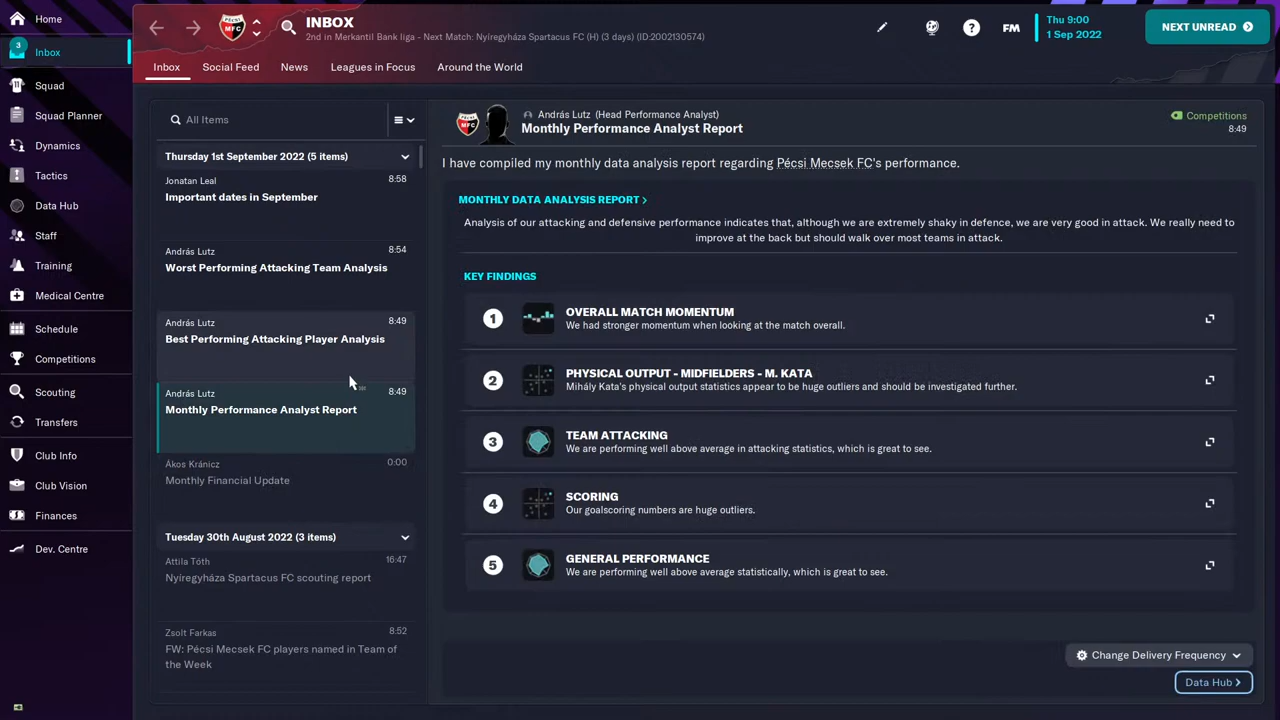 Home
3
Inbox
Squad
Squad Planner
Dynamics
Tactics
Data Hub
Staff
Training
Medical Centre
Schedule
Competitions
Scouting
Transfers
Club Info
Club Vision
Finances
Dev. Centre
PÉCSI
MFC
INBOX
2nd in Merkantil Bank liga - Next Match: Nyíregyháza Spartacus FC (H) (3 days) (ID:2002130574)
FM
Thu 9:00
1 Sep 2022
NEXT UNREAD
Inbox
Social Feed
News
Leagues in Focus
Around the World
All Items
Thursday 1st September 2022 (5 items)
Jonatan Leal
8:58
Important dates in September
András Lutz
8:54
Worst Performing Attacking Team Analysis
András Lutz
8:49
Best Performing Attacking Player Analysis
András Lutz
8:49
Monthly Performance Analyst Report
Ákos Kránicz
0:00
Monthly Financial Update
Tuesday 30th August 2022 (3 items)
Attila Tóth
16:47
Nyíregyháza Spartacus FC scouting report
Zsolt Farkas
8:52
FW: Pécsi Mecsek FC players named in Team of
the Week
PÉCSI
MFC
András Lutz (Head Performance Analyst)
Monthly Performance Analyst Report
Competitions
8:49
I have compiled my monthly data analysis report regarding Pécsi Mecsek FC's performance.
MONTHLY DATA ANALYSIS REPORT
Analysis of our attacking and defensive performance indicates that, although we are extremely shaky in defence, we are very good in attack. We really need to
improve at the back but should walk over most teams in attack.
KEY FINDINGS
1
OVERALL MATCH MOMENTUM
We had stronger momentum when looking at the match overall.
2
PHYSICAL OUTPUT - MIDFIELDERS - M. KATA
Mihály Kata's physical output statistics appear to be huge outliers and should be investigated further.
3
TEAM ATTACKING
We are performing well above average in attacking statistics, which is great to see.
4
SCORING
Our goalscoring numbers are huge outliers.
5
GENERAL PERFORMANCE
We are performing well above average statistically, which is great to see.
Change Delivery Frequency
Data Hub